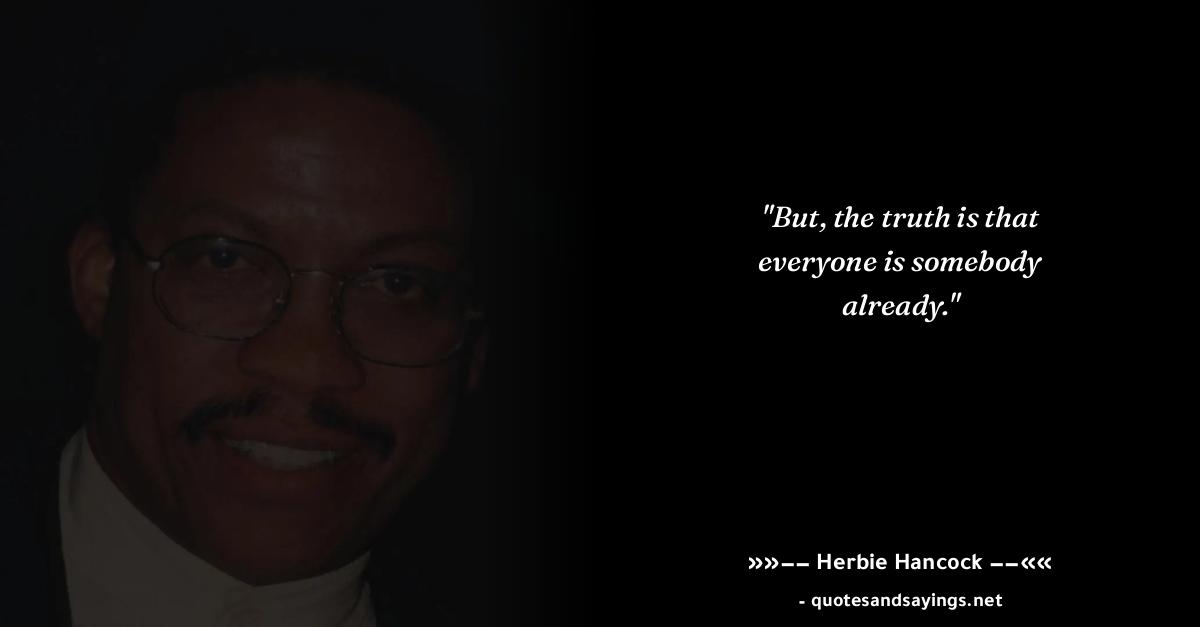 "But, the truth is that
everyone is somebody
already."
»»–– Herbie Hancock ––««
- quotesandsayings.net